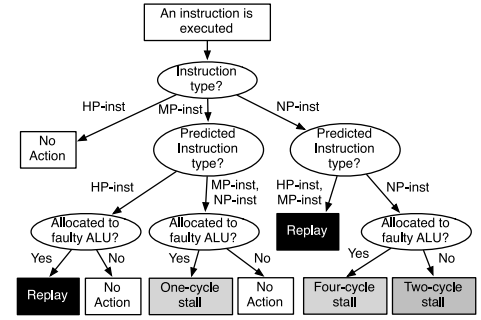 An instruction is
executed
Instruction
type?
HP-inst
MP-inst
NP-inst
No
Action
Predicted
Instruction
type?
Predicted
Instruction
type?
HP-inst
MP-inst,
NP-inst
HP-inst,
MP-inst
NP-inst
Allocated to
faulty ALU?
Allocated to
faulty ALU?
Replay
Allocated to
faulty ALU?
Yes
No
Yes
No
Yes
No
Replay
No
Action
One-cycle
stall
No
Action
Four-cycle
stall
Two-cycle
stall